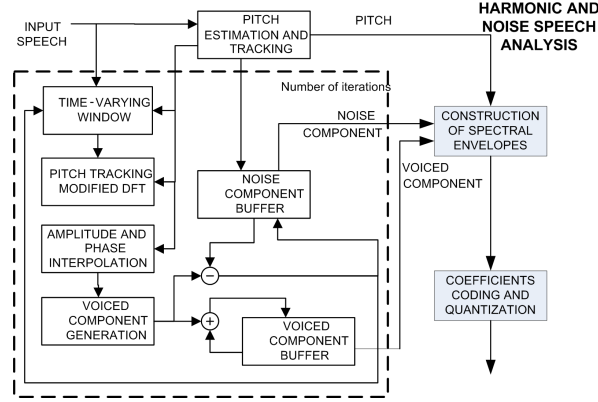 HARMONIC AND
NOISE SPEECH
ANALYSIS
INPUT
SPEECH
PITCH
ESTIMATION AND
TRACKING
PITCH
Number of iterations
TIME-VARYING
WINDOW
NOISE
COMPONENT
CONSTRUCTION
OF SPECTRAL
ENVELOPES
PITCH TRACKING
MODIFIED DFT
NOISE
COMPONENT
BUFFER
VOICED
COMPONENT
AMPLITUDE AND
PHASE
INTERPOLATION
−
COEFFICIENTS
CODING AND
QUANTIZATION
VOICED
COMPONENT
GENERATION
+
VOICED
COMPONENT
BUFFER